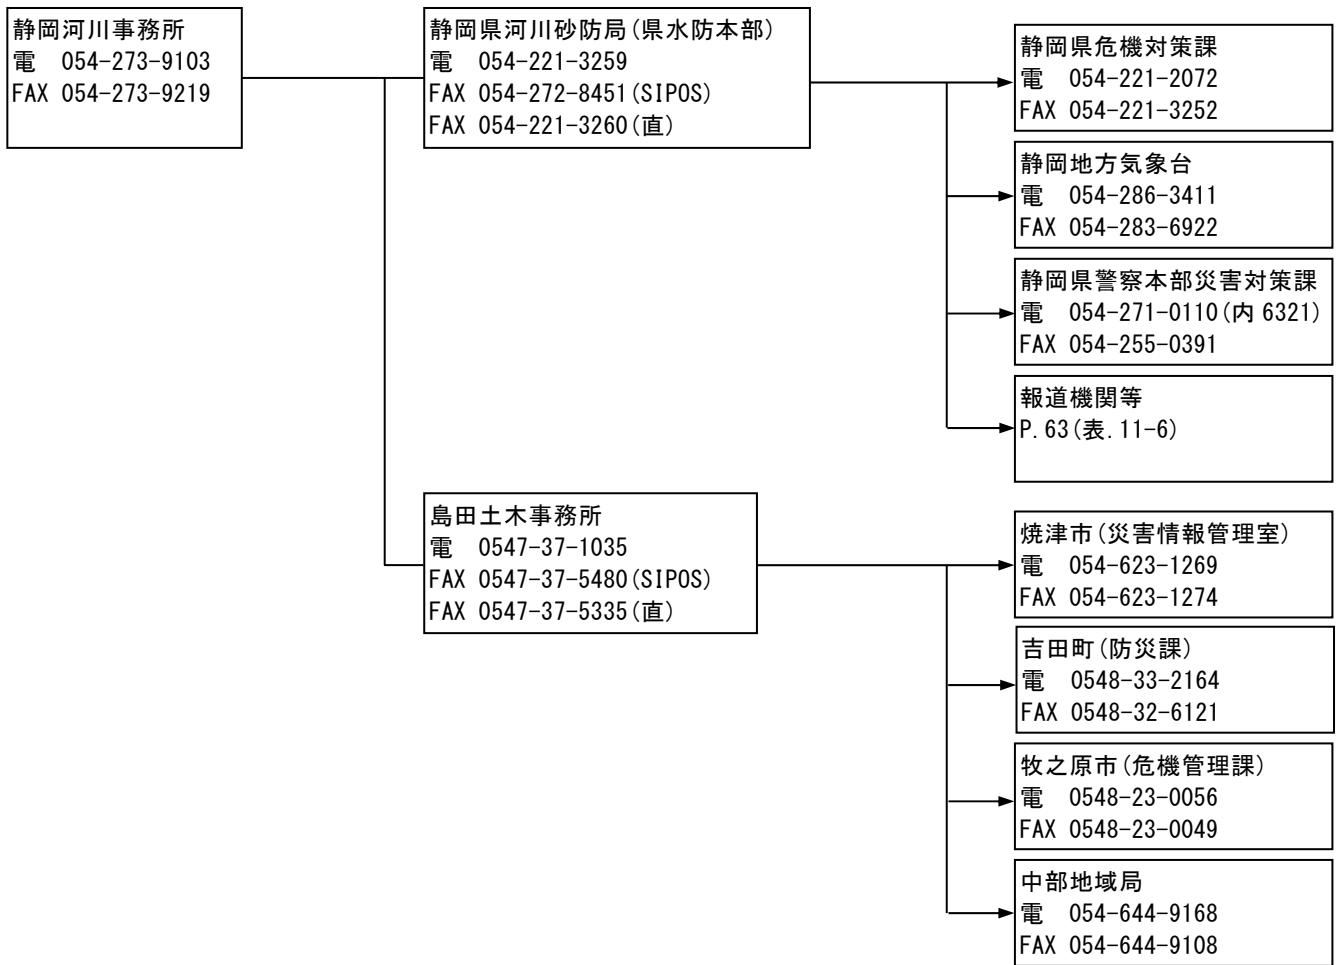 静岡河川事務所
電　054-273-9103
FAX 054-273-9219
静岡県河川砂防局(県水防本部)
電　054-221-3259
FAX 054-272-8451(SIPOS)
FAX 054-221-3260(直)
静岡県危機対策課
電　054-221-2072
FAX 054-221-3252
静岡地方気象台
電　054-286-3411
FAX 054-283-6922
静岡県警察本部災害対策課
電　054-271-0110(内 6321)
FAX 054-255-0391
報道機関等
P.63(表.11-6)
島田土木事務所
電　0547-37-1035
FAX 0547-37-5480(SIPOS)
FAX 0547-37-5335(直)
焼津市(災害情報管理室)
電　054-623-1269
FAX 054-623-1274
吉田町(防災課)
電　0548-33-2164
FAX 0548-32-6121
牧之原市(危機管理課)
電　0548-23-0056
FAX 0548-23-0049
中部地域局
電　054-644-9168
FAX 054-644-9108